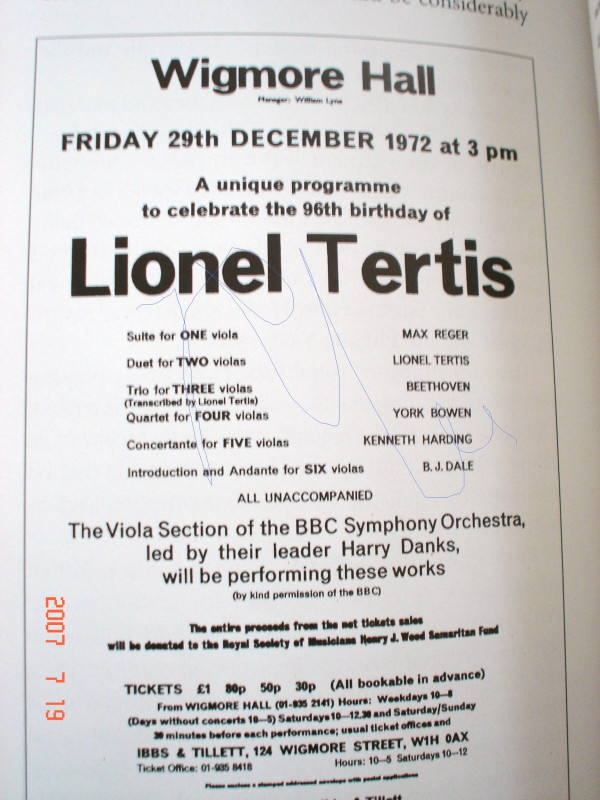 be considerably
Wigmore Hall
Manager: William Lyne
FRIDAY 29th DECEMBER 1972 at 3 pm
A unique programme
to celebrate the 96th birthday of
Lionel Tertis
Suite for ONE viola MAX REGER
Duet for TWO violas LIONEL TERTIS
Trio for THREE violas BEETHOVEN
(Transcribed by Lionel Tertis)
Quartet for FOUR violas YORK BOWEN
Concertante for FIVE violas KENNETH HARDING
Introduction and Andante for SIX violas B. J. DALE
ALL UNACCOMPANIED
The Viola Section of the BBC Symphony Orchestra,
led by their leader Harry Danks,
will be performing these works
(by kind permission of the BBC)
The entire proceeds from the net tickets sales
will be donated to the Royal Society of Musicians Henry J. Wood Samaritan Fund
TICKETS £1 80p 50p 30p (All bookable in advance)
From WIGMORE HALL (01-935 2141) Hours: Weekdays 10–8
(Days without concerts 10–5) Saturdays 10–12.30 and Saturday/Sunday
30 minutes before each performance; usual ticket offices and
IBBS & TILLETT, 124 WIGMORE STREET, W1H 0AX
Ticket Office: 01-935 8418 Hours: 10–5 Saturdays 10–12
Please enclose a stamped addressed envelope with postal applications
2007 7 19